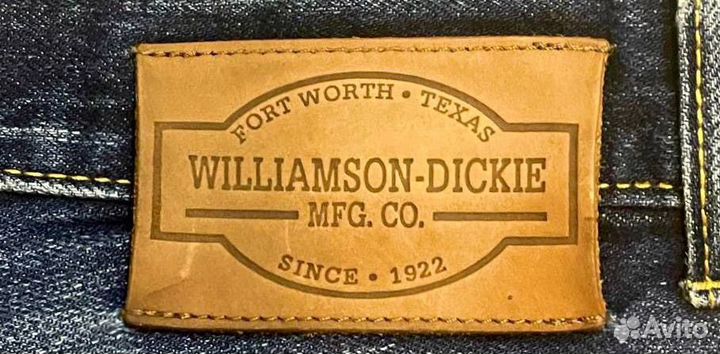 FORT WORTH • TEXAS
WILLIAMSON-DICKIE
MFG. CO.
SINCE • 1922
Avito